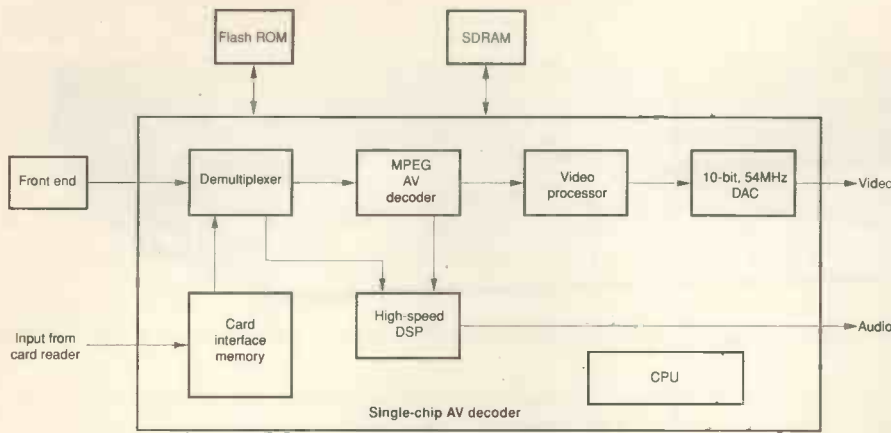 Flash ROM
SDRAM
Front end
Demultiplexer
MPEG
AV
decoder
Video
processor
10-bit, 54MHz
DAC
Video
Input from
card reader
Card
interface
memory
High-speed
DSP
Audio
CPU
Single-chip AV decoder